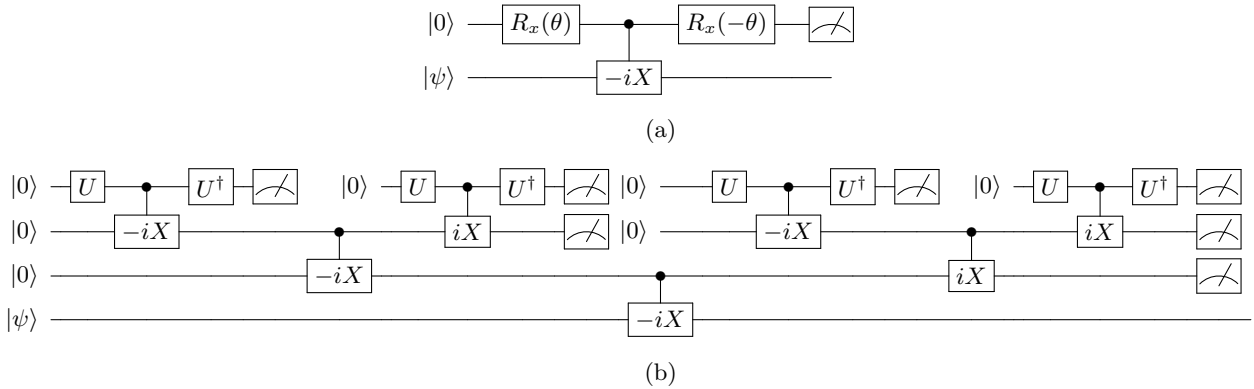 |0⟩ R_x(θ) R_x(−θ)
|ψ⟩ −iX
(a)
|0⟩ U U† |0⟩ U U† |0⟩ U U† |0⟩ U U†
|0⟩ −iX iX |0⟩ −iX iX
|0⟩ −iX iX
|ψ⟩ −iX
(b)